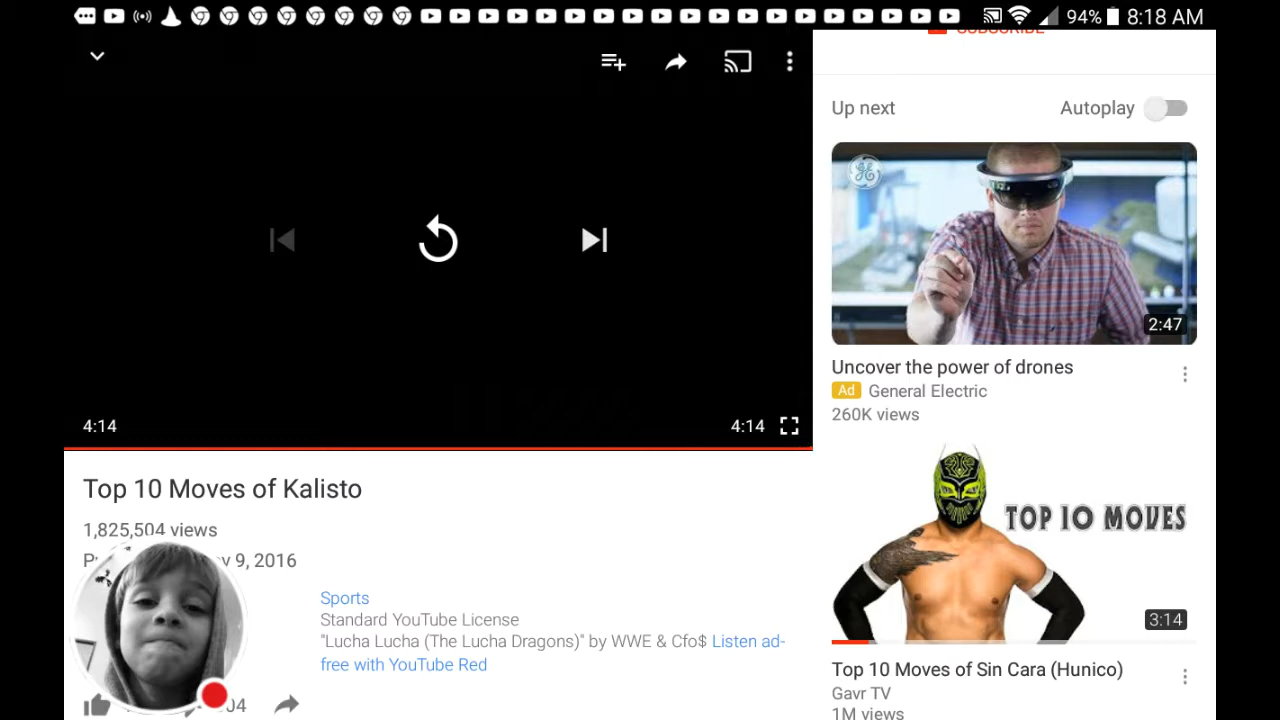 94% 8:18 AM
SUBSCRIBE
Up next Autoplay
2:47
Uncover the power of drones
Ad General Electric
260K views
4:14 4:14
TOP 10 MOVES
3:14
Top 10 Moves of Sin Cara (Hunico)
Gavr TV
1M views
Top 10 Moves of Kalisto
1,825,504 views
9, 2016
Sports
Standard YouTube License
"Lucha Lucha (The Lucha Dragons)" by WWE & Cfo$ Listen ad-
free with YouTube Red